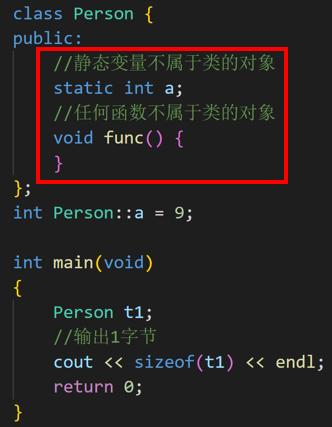 class Person {
public:
    //静态变量不属于类的对象
    static int a;
    //任何函数不属于类的对象
    void func() {
    }
};
int Person::a = 9;

int main(void)
{
    Person t1;
    //输出1字节
    cout << sizeof(t1) << endl;
    return 0;
}